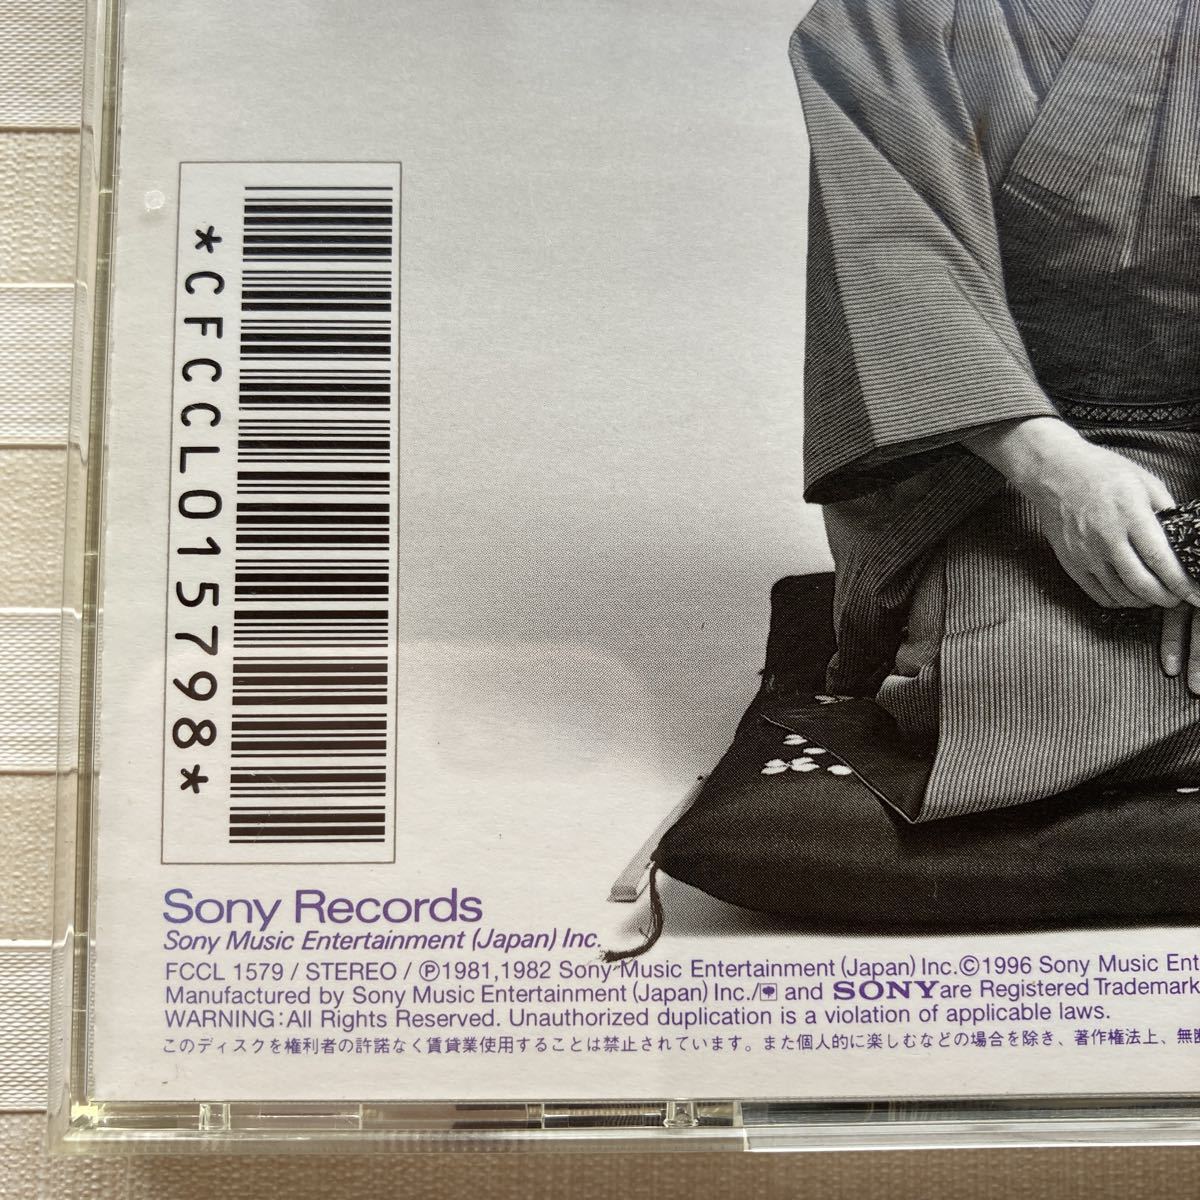 *CFCCL015798*
Sony Records
Sony Music Entertainment (Japan) Inc.
FCCL 1579 / STEREO / ℗1981,1982 Sony Music Entertainment (Japan) Inc.©1996 Sony Music Ent
Manufactured by Sony Music Entertainment (Japan) Inc./ and SONY are Registered Trademark
WARNING:All Rights Reserved. Unauthorized duplication is a violation of applicable laws.
このディスクを権利者の許諾なく賃貸業使用することは禁止されています。また個人的に楽しむなどの場合を除き、著作権法上、無断